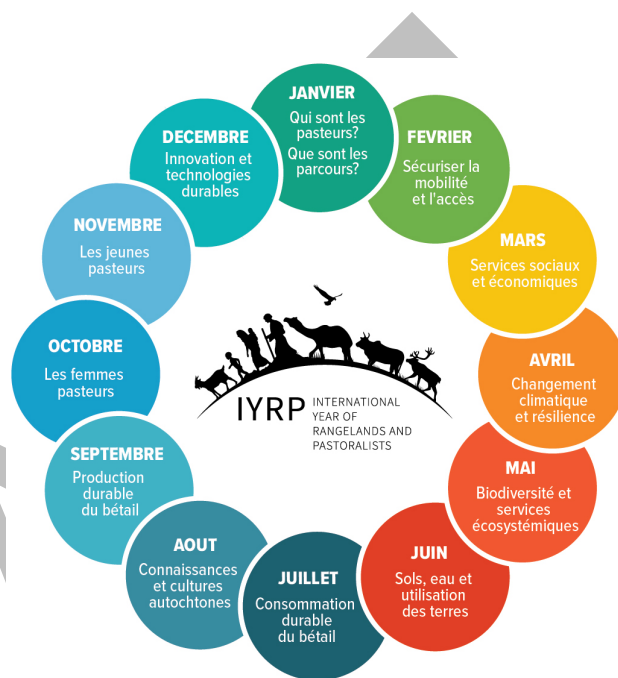 JANVIER
Qui sont les
pasteurs?
Que sont les
parcours?
FEVRIER
Sécuriser la
mobilité
et l'accès
MARS
Services sociaux
et économiques
AVRIL
Changement
climatique
et résilience
MAI
Biodiversité et
services
écosystémiques
JUIN
Sols, eau et
utilisation
des terres
JUILLET
Consommation
durable
du bétail
AOUT
Connaissances
et cultures
autochtones
SEPTEMBRE
Production
durable
du bétail
OCTOBRE
Les femmes
pasteurs
NOVEMBRE
Les jeunes
pasteurs
DECEMBRE
Innovation et
technologies
durables
IYRP
INTERNATIONAL
YEAR OF
RANGELANDS AND
PASTORALISTS